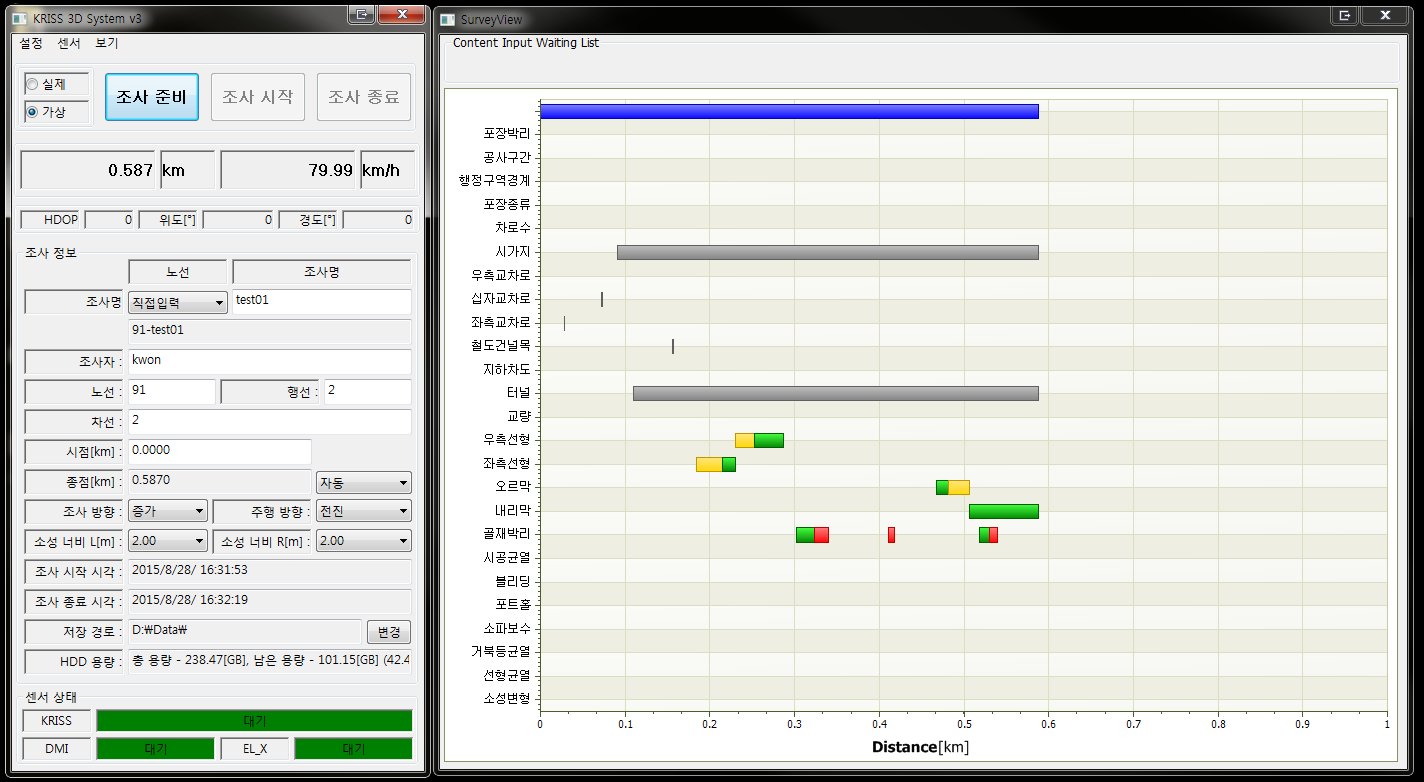 KRISS 3D System v3
설정 센서 보기
실제
가상
조사 준비 조사 시작 조사 종료
0.587 km 79.99 km/h
HDOP 0 위도[°] 0 경도[°] 0
조사 정보
노선 조사명
조사명 직접입력 test01
91-test01
조사자 : kwon
노선 : 91 행선 : 2
차선 : 2
시점[km] : 0.0000
종점[km] : 0.5870 자동
조사 방향 : 증가 주행 방향 : 전진
소성 너비 L[m] : 2.00 소성 너비 R[m] : 2.00
조사 시작 시각 : 2015/8/28/ 16:31:53
조사 종료 시각 : 2015/8/28/ 16:32:19
저장 경로 : D:₩Data₩ 변경
HDD 용량 : 총 용량 - 238.47[GB], 남은 용량 - 101.15[GB] (42.4
센서 상태
KRISS 대기
DMI 대기 EL_X 대기
SurveyView
Content Input Waiting List
포장박리
공사구간
행정구역경계
포장종류
차로수
시가지
우측교차로
십자교차로
좌측교차로
철도건널목
지하차도
터널
교량
우측선형
좌측선형
오르막
내리막
골재박리
시공균열
블리딩
포트홀
소파보수
거북등균열
선형균열
소성변형
0 0.1 0.2 0.3 0.4 0.5 0.6 0.7 0.8 0.9 1
Distance[km]